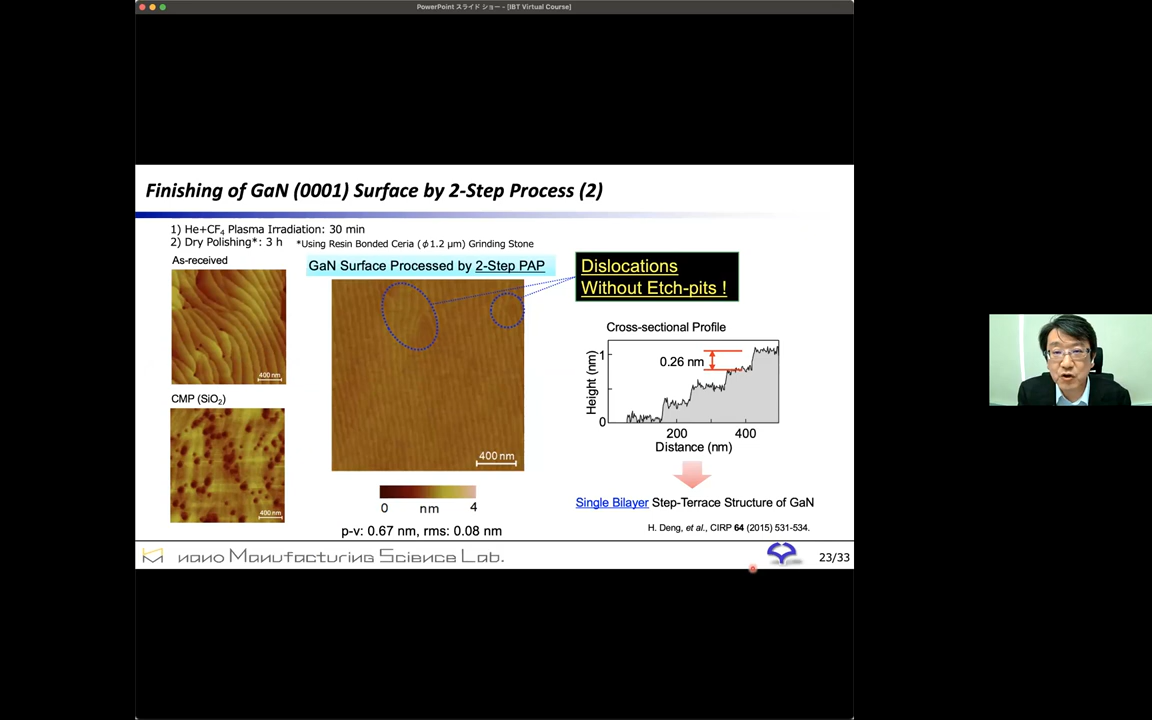 PowerPoint スライド ショー - [IBT Virtual Course]
Finishing of GaN (0001) Surface by 2-Step Process (2)
1) He+CF₄ Plasma Irradiation: 30 min
2) Dry Polishing*: 3 h *Using Resin Bonded Ceria (φ1.2 μm) Grinding Stone
As-received
400 nm
CMP (SiO₂)
400 nm
GaN Surface Processed by 2-Step PAP
400 nm
0 nm 4
p-v: 0.67 nm, rms: 0.08 nm
Dislocations
Without Etch-pits !
Cross-sectional Profile
Height (nm)
1
0.26 nm
0
200 400
Distance (nm)
Single Bilayer Step-Terrace Structure of GaN
H. Deng, et al., CIRP 64 (2015) 531-534.
nano Manufacturing Science Lab.
23/33